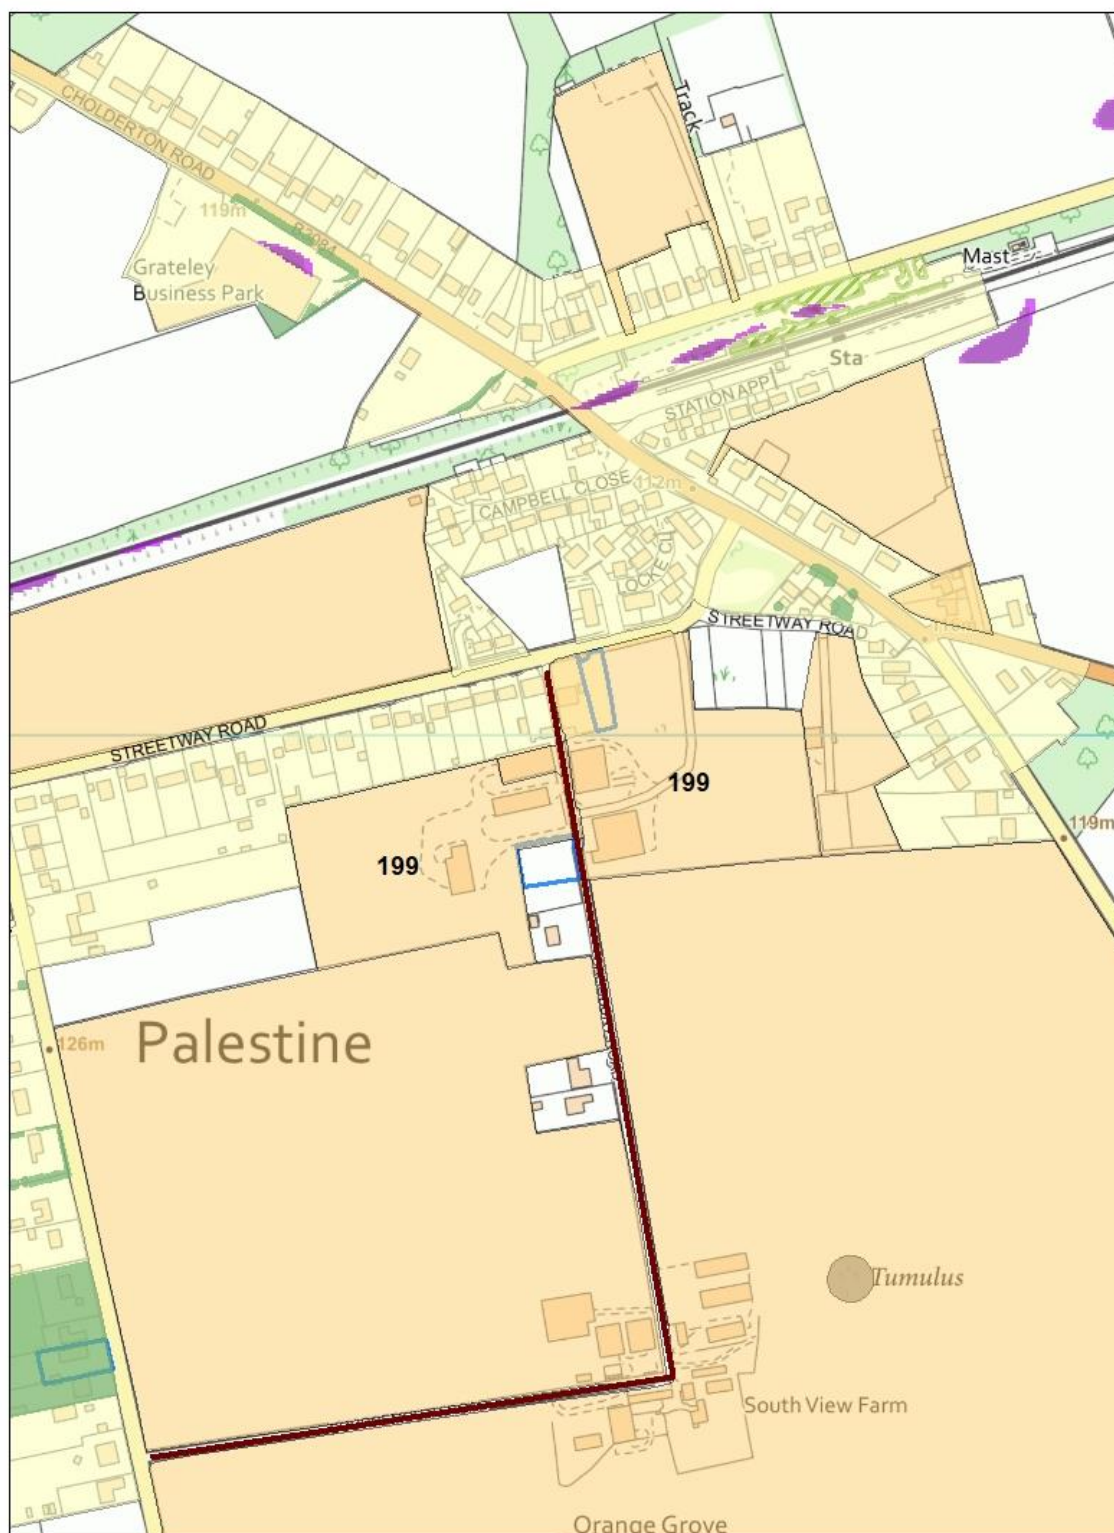 Track
CHOLDERTON ROAD
119m
B3084
Mast
Grateley
Business Park
Sta
STATION APP
CAMPBELL CLOSE
112m
LOCKE CL
STREETWAY ROAD
STREETWAY ROAD
199
119m
199
Palestine
126m
Tumulus
South View Farm
Orange Grove